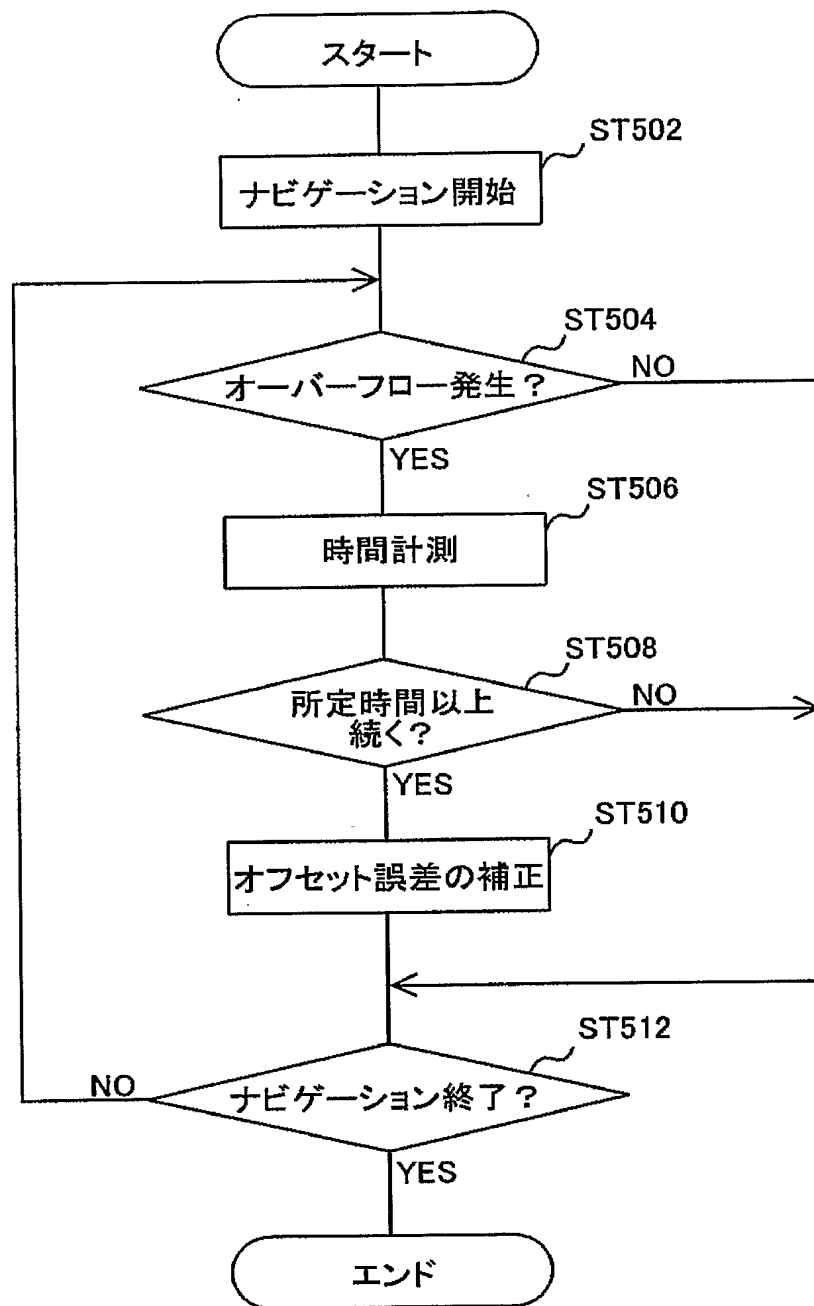 スタート
ST502
ナビゲーション開始
ST504
オーバーフロー発生？
NO
YES
ST506
時間計測
ST508
所定時間以上
続く？
NO
YES
ST510
オフセット誤差の補正
ST512
NO
ナビゲーション終了？
YES
エンド